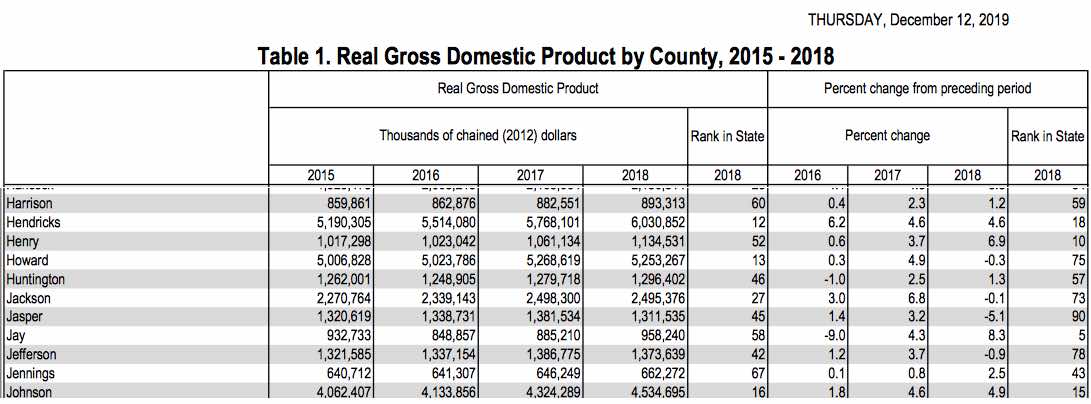 THURSDAY, December 12, 2019
Table 1. Real Gross Domestic Product by County, 2015 - 2018
Real Gross Domestic Product Percent change from preceding period
Thousands of chained (2012) dollars Rank in State Percent change Rank in State
2015 2016 2017 2018 2018 2016 2017 2018 2018
Harrison 859,861 862,876 882,551 893,313 60 0.4 2.3 1.2 59
Hendricks 5,190,305 5,514,080 5,768,101 6,030,852 12 6.2 4.6 4.6 18
Henry 1,017,298 1,023,042 1,061,134 1,134,531 52 0.6 3.7 6.9 10
Howard 5,006,828 5,023,786 5,268,619 5,253,267 13 0.3 4.9 -0.3 75
Huntington 1,262,001 1,248,905 1,279,718 1,296,402 46 -1.0 2.5 1.3 57
Jackson 2,270,764 2,339,143 2,498,300 2,495,376 27 3.0 6.8 -0.1 73
Jasper 1,320,619 1,338,731 1,381,534 1,311,535 45 1.4 3.2 -5.1 90
Jay 932,733 848,857 885,210 958,240 58 -9.0 4.3 8.3 5
Jefferson 1,321,585 1,337,154 1,386,775 1,373,639 42 1.2 3.7 -0.9 78
Jennings 640,712 641,307 646,249 662,272 67 0.1 0.8 2.5 43
Johnson 4,062,407 4,133,856 4,324,289 4,534,695 16 1.8 4.6 4.9 15